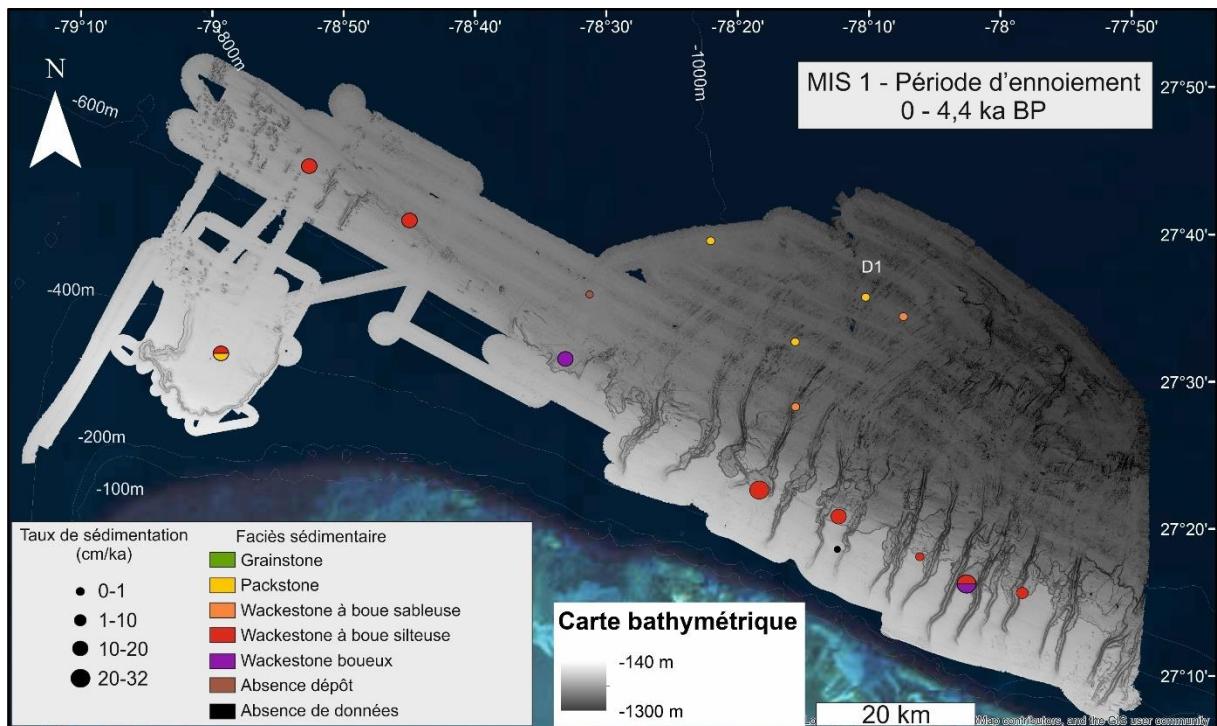 -79°10' -79° -78°50' -78°40' -78°30' -78°20' -78°10' -78° -77°50'
-800m
N
-600m
-1000m
MIS 1 - Période d'ennoiement
0 - 4,4 ka BP
27°50'
27°40'
D1
-400m
27°30'
-200m
-100m
27°20'
27°10'
Taux de sédimentation
(cm/ka)
0-1
1-10
10-20
20-32
Faciès sédimentaire
Grainstone
Packstone
Wackestone à boue sableuse
Wackestone à boue silteuse
Wackestone boueux
Absence dépôt
Absence de données
Carte bathymétrique
-140 m
-1300 m
20 km
Map contributors, and the GIS user community